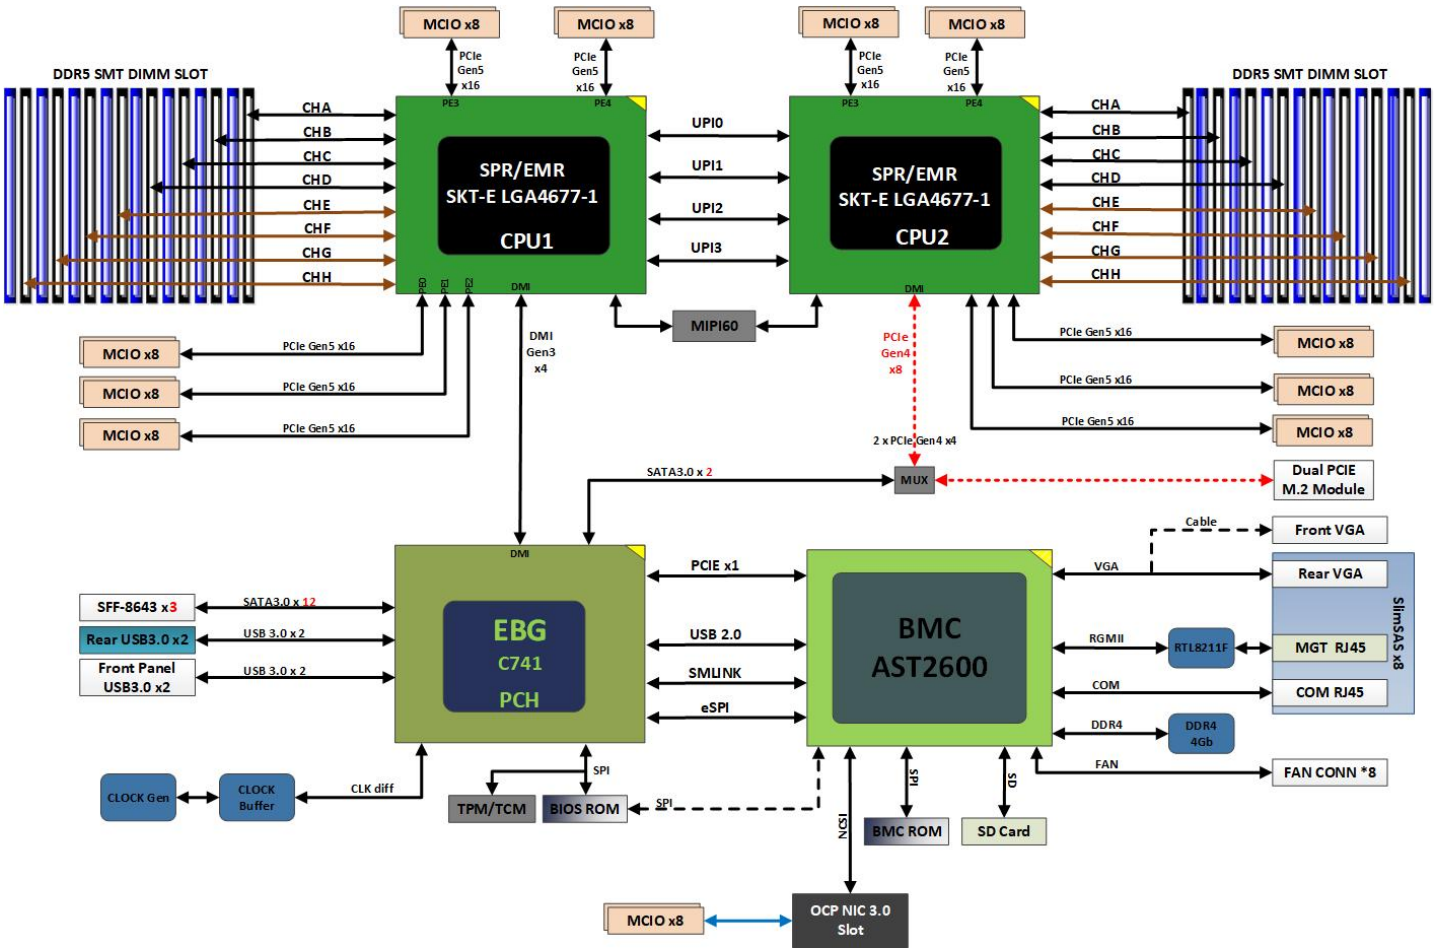 MCIO x8
MCIO x8
MCIO x8
MCIO x8
PCIe
Gen5
x16
PCIe
Gen5
x16
PCIe
Gen5
x16
PCIe
Gen5
x16
DDR5 SMT DIMM SLOT
DDR5 SMT DIMM SLOT
PE3
PE4
PE3
PE4
CHA
CHB
CHC
CHD
CHE
CHF
CHG
CHH
SPR/EMR
SKT-E LGA4677-1
CPU1
PE0
PE1
PE2
DMI
UPI0
UPI1
UPI2
UPI3
SPR/EMR
SKT-E LGA4677-1
CPU2
DMI
CHA
CHB
CHC
CHD
CHE
CHF
CHG
CHH
MIPI60
MCIO x8
PCIe Gen5 x16
MCIO x8
PCIe Gen5 x16
MCIO x8
PCIe Gen5 x16
DMI
Gen3
x4
PCIe
Gen4
x8
PCIe Gen5 x16
MCIO x8
PCIe Gen5 x16
MCIO x8
PCIe Gen5 x16
MCIO x8
2 x PCIe Gen4 x4
SATA3.0 x 2
MUX
Dual PCIE
M.2 Module
Cable
Front VGA
DMI
PCIE x1
VGA
Rear VGA
SFF-8643 x3
SATA3.0 x 12
Rear USB3.0 x2
USB 3.0 x 2
Front Panel
USB3.0 x2
USB 3.0 x 2
EBG
C741
PCH
USB 2.0
SMLINK
eSPI
BMC
AST2600
RGMII
RTL8211F
MGT RJ45
SlimSAS x8
COM
COM RJ45
DDR4
DDR4
4Gb
FAN
FAN CONN *8
CLOCK Gen
CLOCK
Buffer
CLK diff
SPI
TPM/TCM
BIOS ROM
SPI
NCSI
SPI
SD
BMC ROM
SD Card
MCIO x8
OCP NIC 3.0
Slot